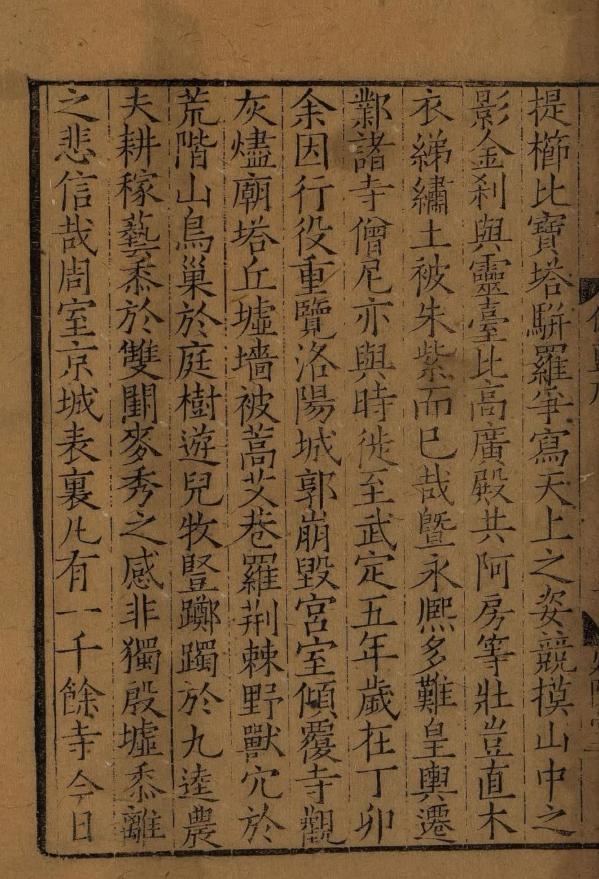 提櫛比寶塔騈羅爭寫天上之姿競摸山中之
影金刹與靈臺比高廣殿共阿房等壯豈直木
衣綈繡土被朱紫而已哉曁永熈多難皇輿遷
鄴諸寺僧尼亦與時徙至武定五年歲在丁卯
余因行役重覽洛陽城郭崩毀宮室傾覆寺觀
灰燼廟塔丘墟墻被蒿艾巷羅荆棘野獸穴於
荒階山鳥巢於庭樹遊兒牧豎躑躅於九逵農
夫耕稼藝黍於雙闕麥秀之感非獨殷墟黍離
之悲信哉周室京城表裏凡有一千餘寺今日